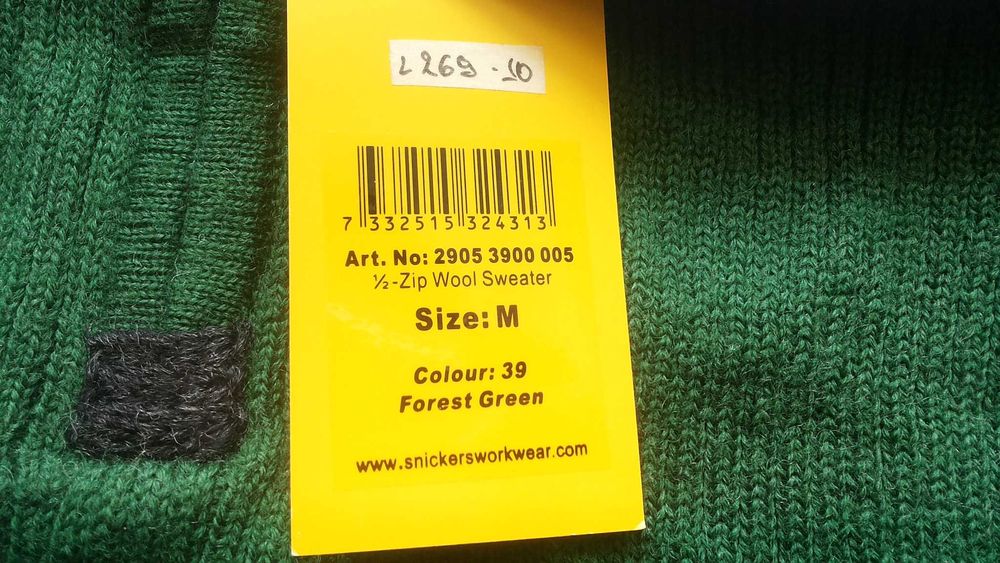 L269-10
7 332515 324313
Art. No: 2905 3900 005
½-Zip Wool Sweater
Size: M
Colour: 39
Forest Green
www.snickersworkwear.com